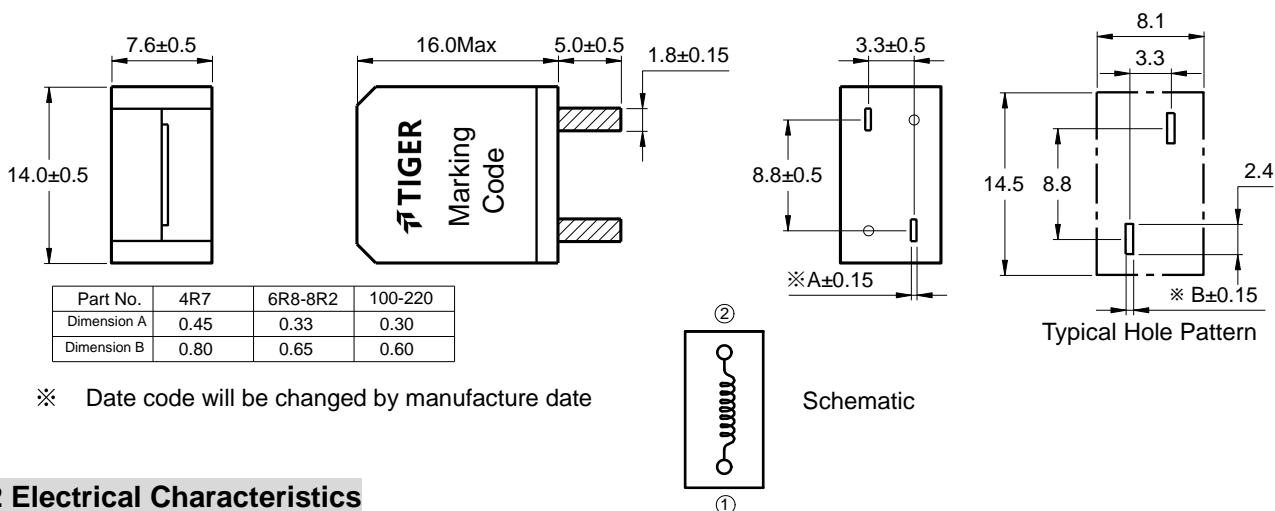 7.6±0.5
14.0±0.5
16.0Max
5.0±0.5
1.8±0.15
TIGER
Marking
Code
3.3±0.5
8.8±0.5
※A±0.15
8.1
3.3
14.5
8.8
2.4
※ B±0.15
Typical Hole Pattern
Part No. 4R7 6R8-8R2 100-220
Dimension A 0.45 0.33 0.30
Dimension B 0.80 0.65 0.60
※ Date code will be changed by manufacture date
②
Schematic
①
2 Electrical Characteristics